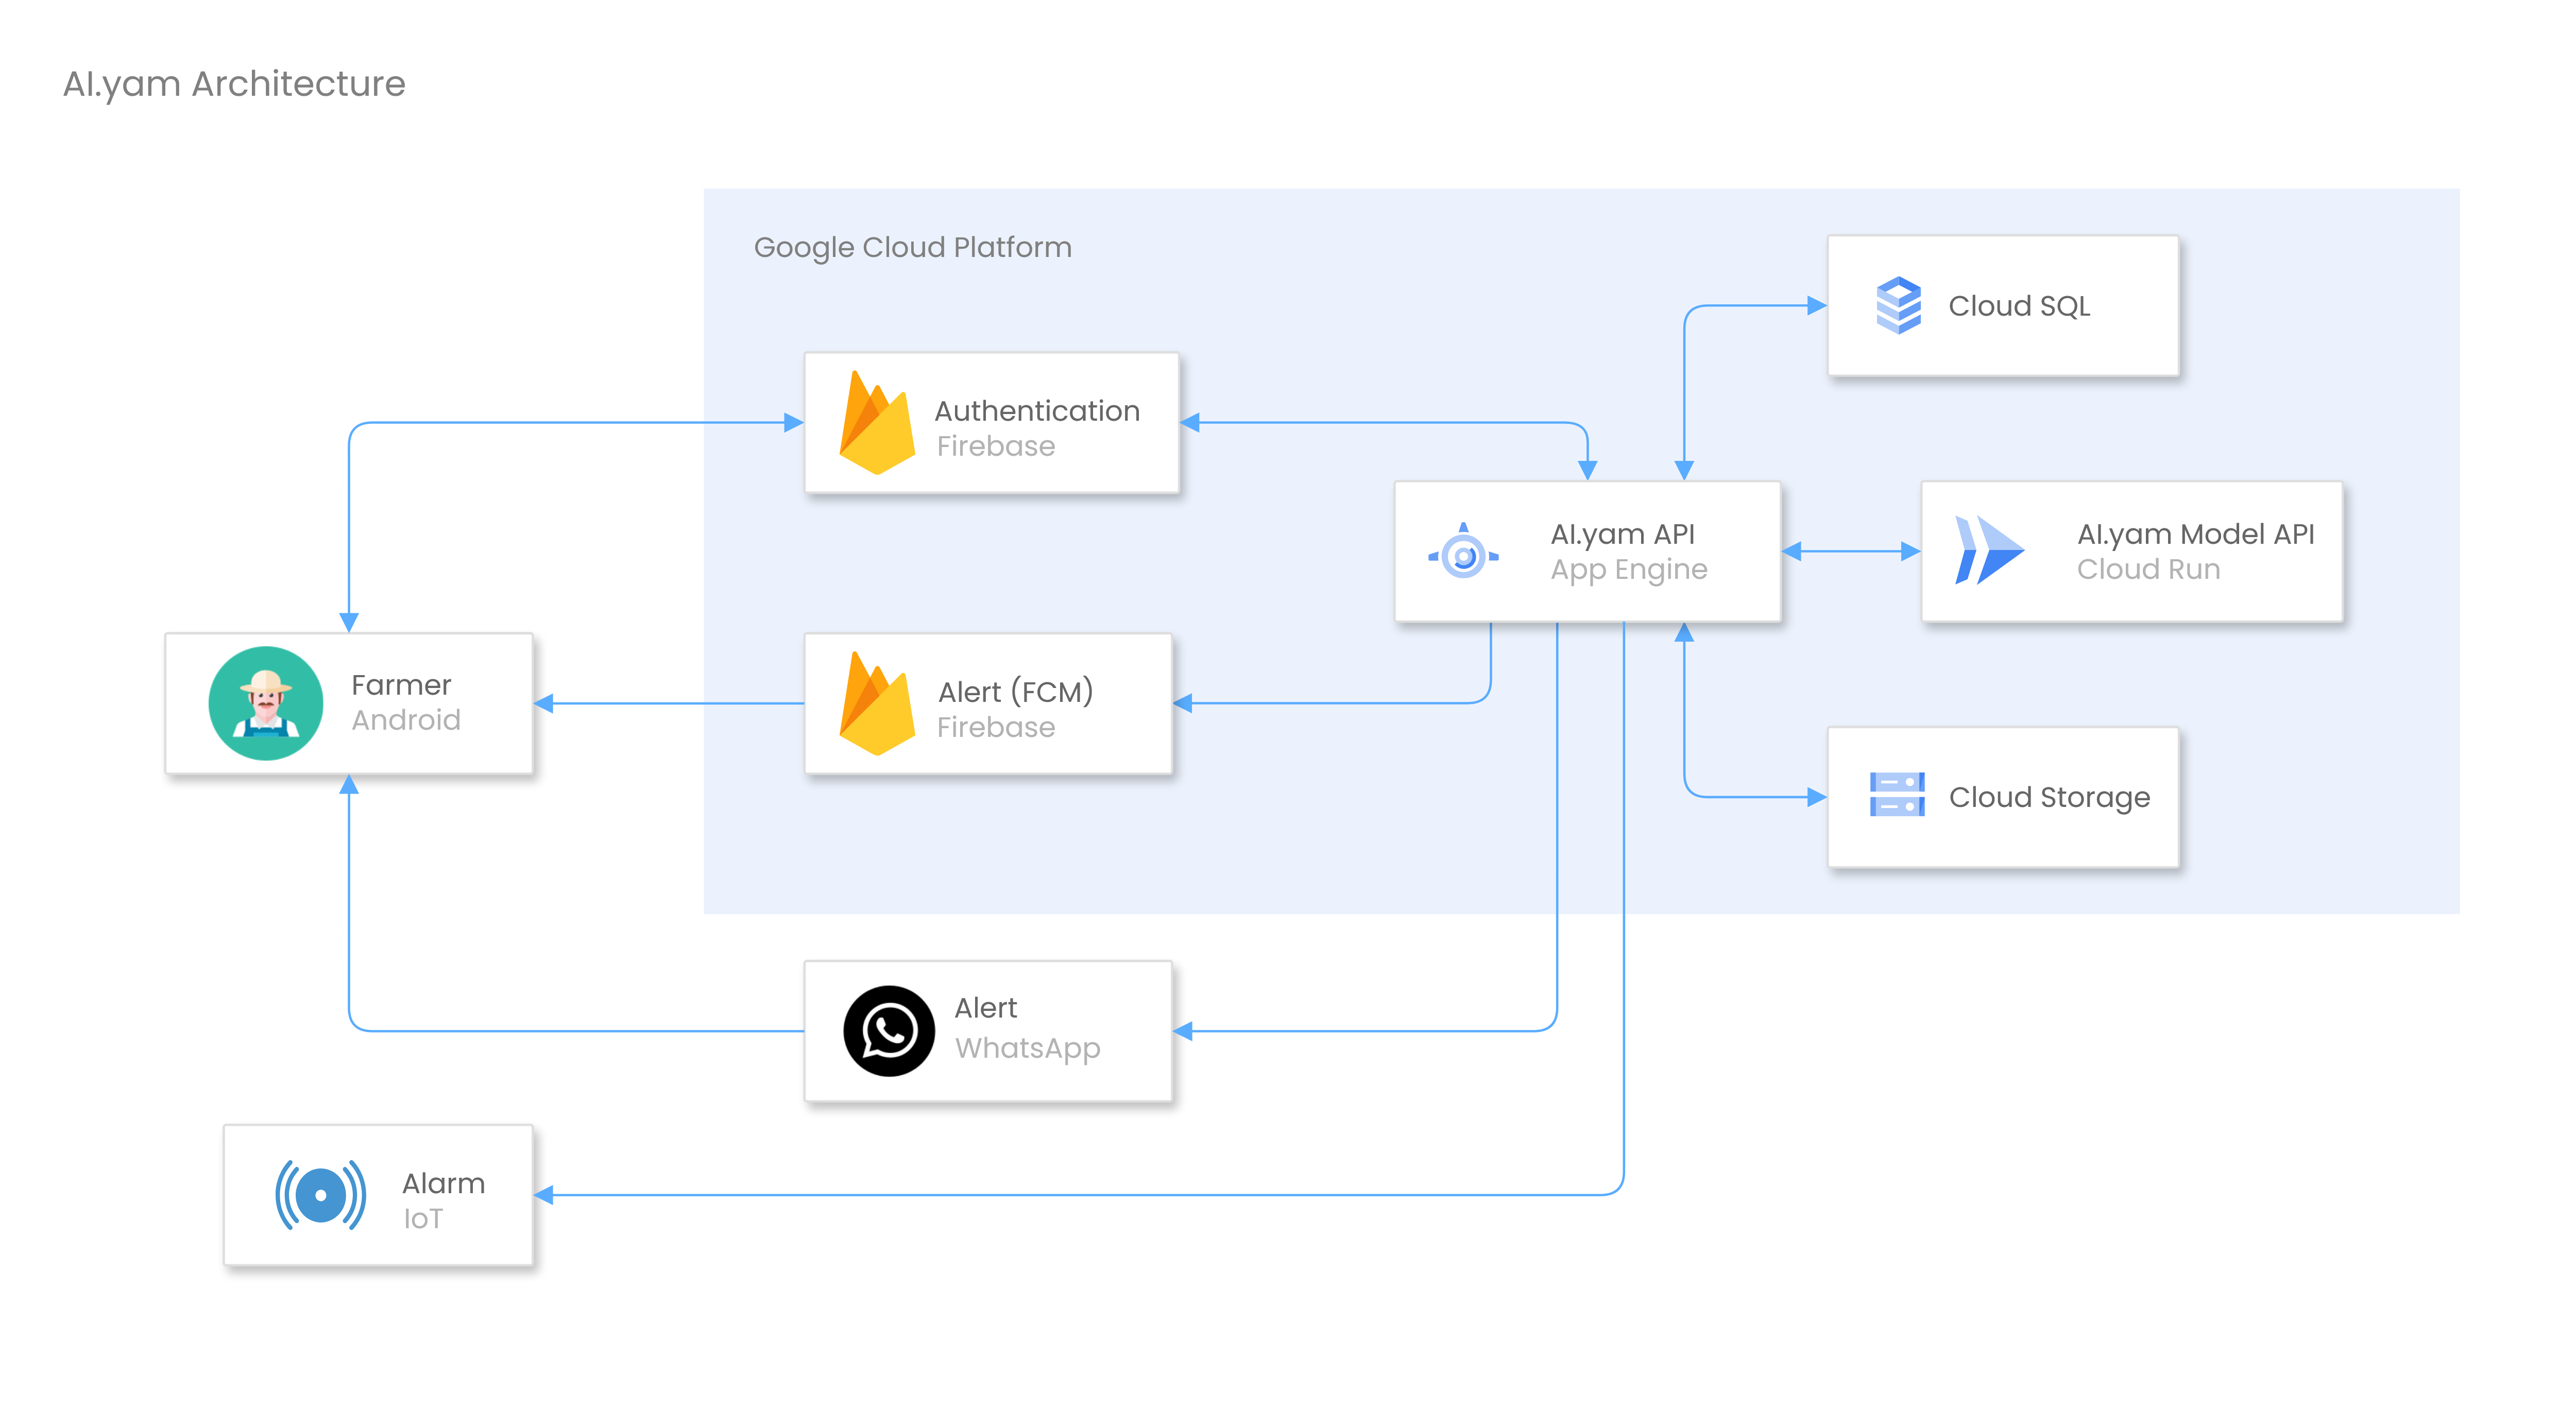 AI.yam Architecture
Google Cloud Platform
Cloud SQL
Authentication
Firebase
AI.yam API
App Engine
AI.yam Model API
Cloud Run
Farmer
Android
Alert (FCM)
Firebase
Cloud Storage
Alert
WhatsApp
Alarm
IoT